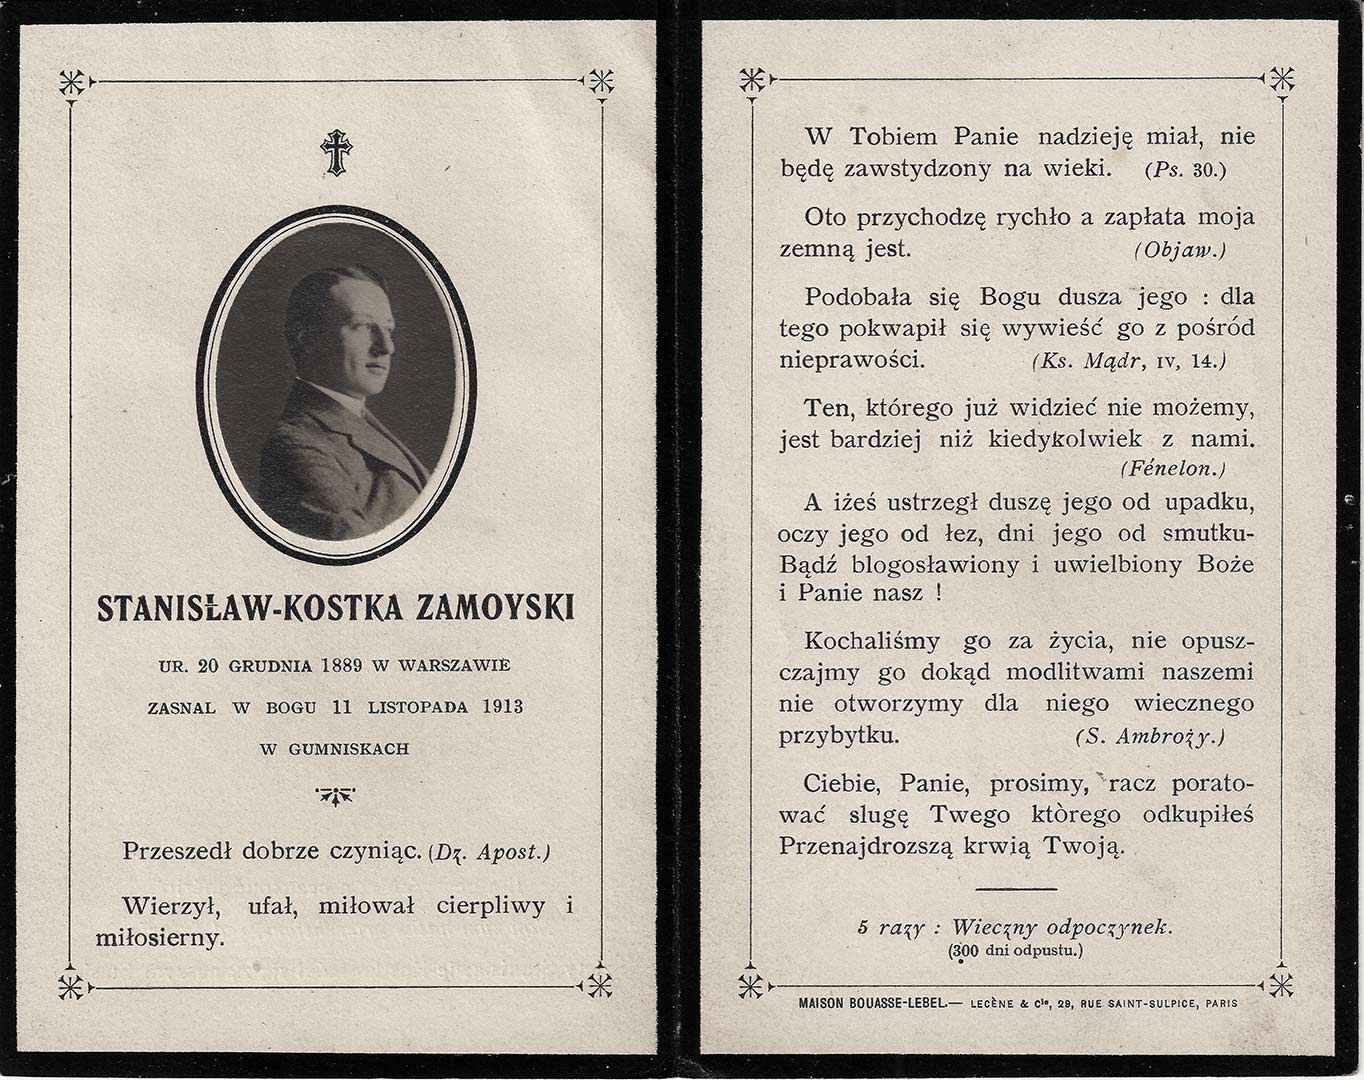 STANISŁAW-KOSTKA ZAMOYSKI
UR. 20 GRUDNIA 1889 W WARSZAWIE
ZASNAL W BOGU 11 LISTOPADA 1913
W GUMNISKACH
Przeszedł dobrze czyniąc. (Dz. Apost.)
Wierzył, ufał, miłował cierpliwy i
miłosierny.
W Tobiem Panie nadzieję miał, nie
będę zawstydzony na wieki. (Ps. 30.)
Oto przychodzę rychło a zapłata moja
zemną jest. (Objaw.)
Podobała się Bogu dusza jego : dla
tego pokwapił się wywieść go z pośród
nieprawości. (Ks. Mądr, IV, 14.)
Ten, którego już widzieć nie możemy,
jest bardziej niż kiedykolwiek z nami.
(Fénelon.)
A iżeś ustrzegł duszę jego od upadku,
oczy jego od łez, dni jego od smutku-
Bądź blogosławiony i uwielbiony Boże
i Panie nasz !
Kochaliśmy go za życia, nie opusz-
czajmy go dokąd modlitwami naszemi
nie otworzymy dla niego wiecznego
przybytku. (S. Ambroży.)
Ciebie, Panie, prosimy, racz porato-
wać slugę Twego ktòrego odkupiłeś
Przenajdrozszą krwią Twoją.
5 razy : Wieczny odpoczynek.
(300 dni odpustu.)
MAISON BOUASSE-LEBEL.— LECÈNE & Cie, 29, RUE SAINT-SULPICE, PARIS